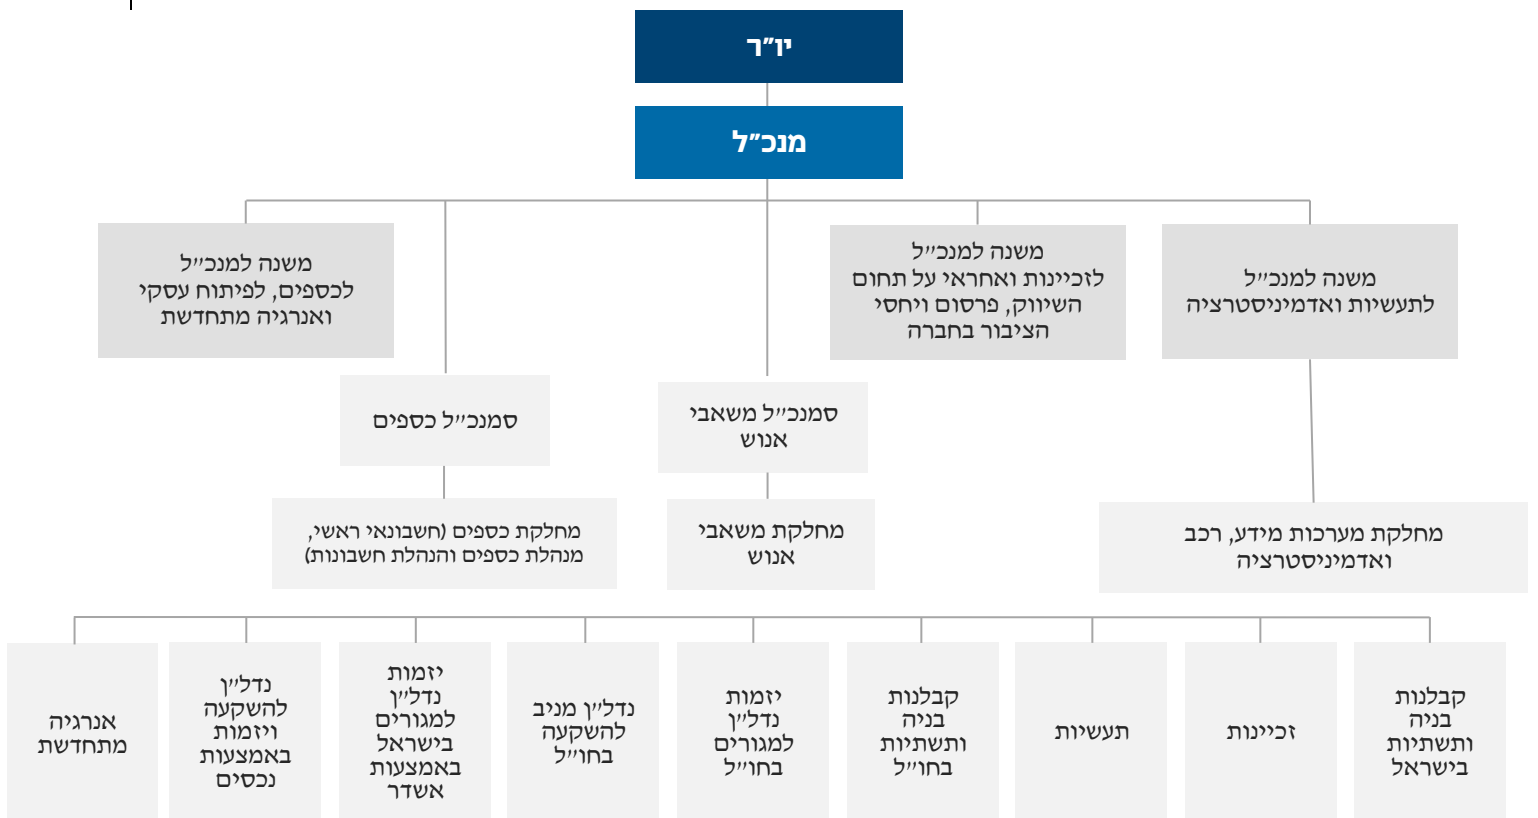 יו״ר
מנכ״ל
משנה למנכ״ל
לתעשיות ואדמיניסטרציה
משנה למנכ״ל
לזכיינות ואחראי על תחום
השיווק, פרסום ויחסי
הציבור בחברה
משנה למנכ״ל
לכספים, לפיתוח עסקי
ואנרגיה מתחדשת
סמנכ״ל משאבי
אנוש
סמנכ״ל כספים
מחלקת מערכות מידע, רכב
ואדמיניסטרציה
מחלקת משאבי
אנוש
מחלקת כספים (חשבונאי ראשי,
מנהלת כספים והנהלת חשבונות)
קבלנות
בניה
ותשתיות
בישראל
זכיינות
תעשיות
קבלנות
בניה
ותשתיות
בחו״ל
יזמות
נדל״ן
למגורים
בחו״ל
נדל״ן מניב
להשקעה
בחו״ל
יזמות
נדל״ן
למגורים
בישראל
באמצעות
אשדר
נדל״ן
להשקעה
ויזמות
באמצעות
נכסים
אנרגיה
מתחדשת